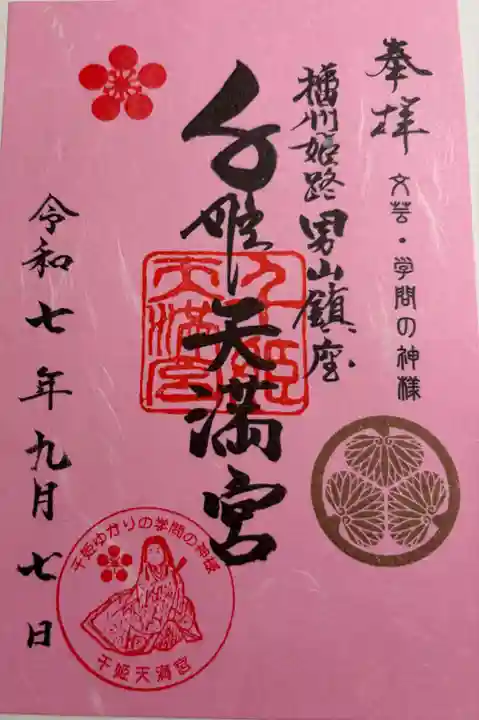 奉拝
文芸・学問の神様
播州姫路男山鎮座
千姫天満宮
千姫天満宮
令和七年九月七日
千姫ゆかりの学問の神様
千姫天満宮